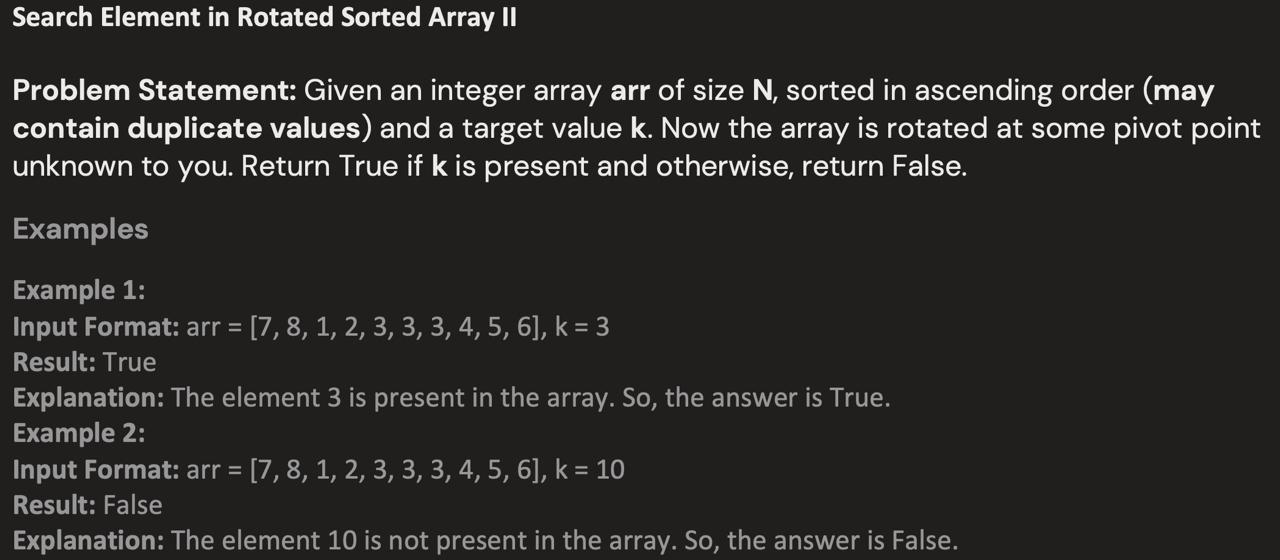 Search Element in Rotated Sorted Array II
Problem Statement: Given an integer array arr of size N, sorted in ascending order (may
contain duplicate values) and a target value k. Now the array is rotated at some pivot point
unknown to you. Return True if k is present and otherwise, return False.
Examples
Example 1:
Input Format: arr = [7, 8, 1, 2, 3, 3, 3, 4, 5, 6], k = 3
Result: True
Explanation: The element 3 is present in the array. So, the answer is True.
Example 2:
Input Format: arr = [7, 8, 1, 2, 3, 3, 3, 4, 5, 6], k = 10
Result: False
Explanation: The element 10 is not present in the array. So, the answer is False.